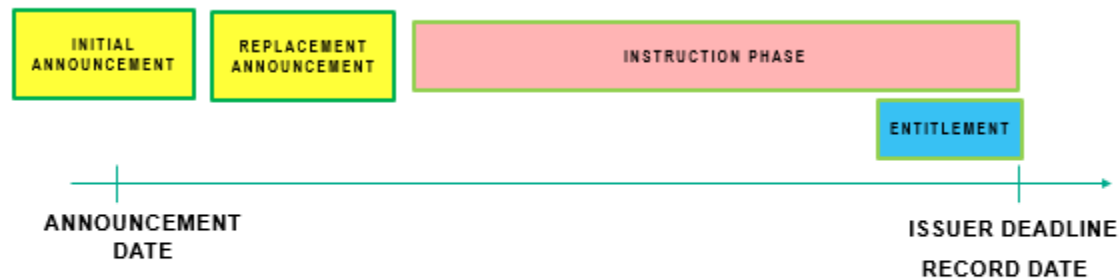 INITIAL
ANNOUNCEMENT
REPLACEMENT
ANNOUNCEMENT
INSTRUCTION PHASE
ENTITLEMENT
ANNOUNCEMENT
DATE
ISSUER DEADLINE
RECORD DATE